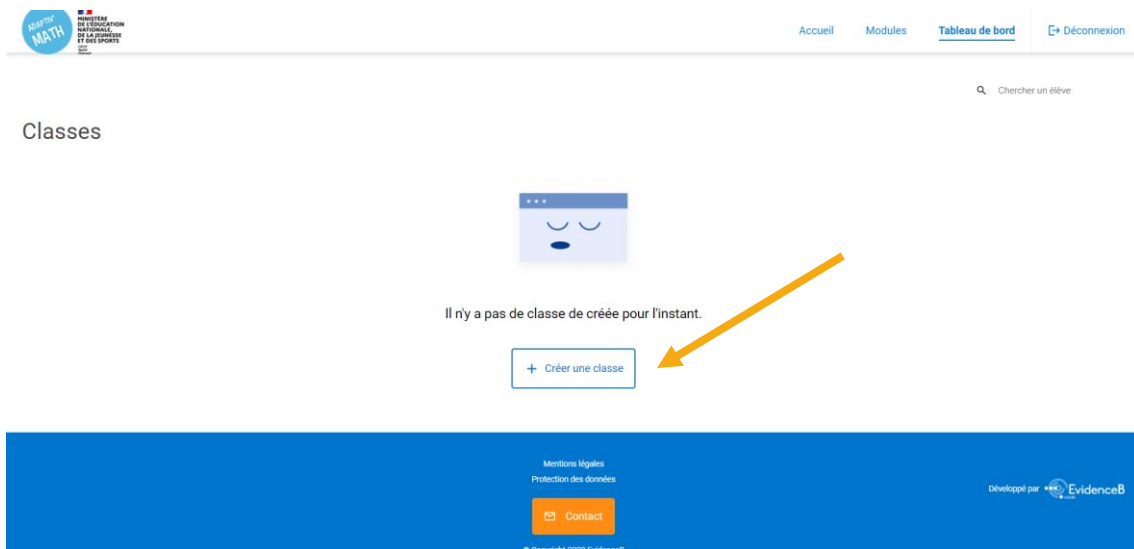 ADAPTIV'
MATH
MINISTÈRE
DE L'ÉDUCATION
NATIONALE,
DE LA JEUNESSE
ET DES SPORTS
Accueil
Modules
Tableau de bord
Déconnexion
Chercher un élève
Classes
Il n'y a pas de classe de créée pour l'instant.
+ Créer une classe
Mentions légales
Protection des données
Développé par EvidenceB
Contact